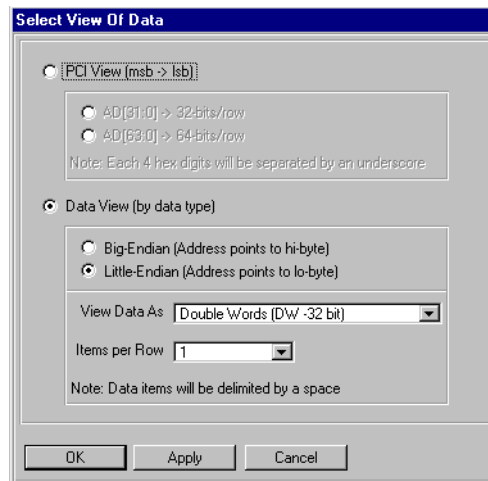 Select View Of Data
PCI View (msb -> lsb)
AD[31:0] -> 32-bits/row
AD[63:0] -> 64-bits/row
Note: Each 4 hex digits will be separated by an underscore
Data View (by data type)
Big-Endian (Address points to hi-byte)
Little-Endian (Address points to lo-byte)
View Data As Double Words (DW -32 bit)
Items per Row 1
Note: Data items will be delimited by a space
OK Apply Cancel